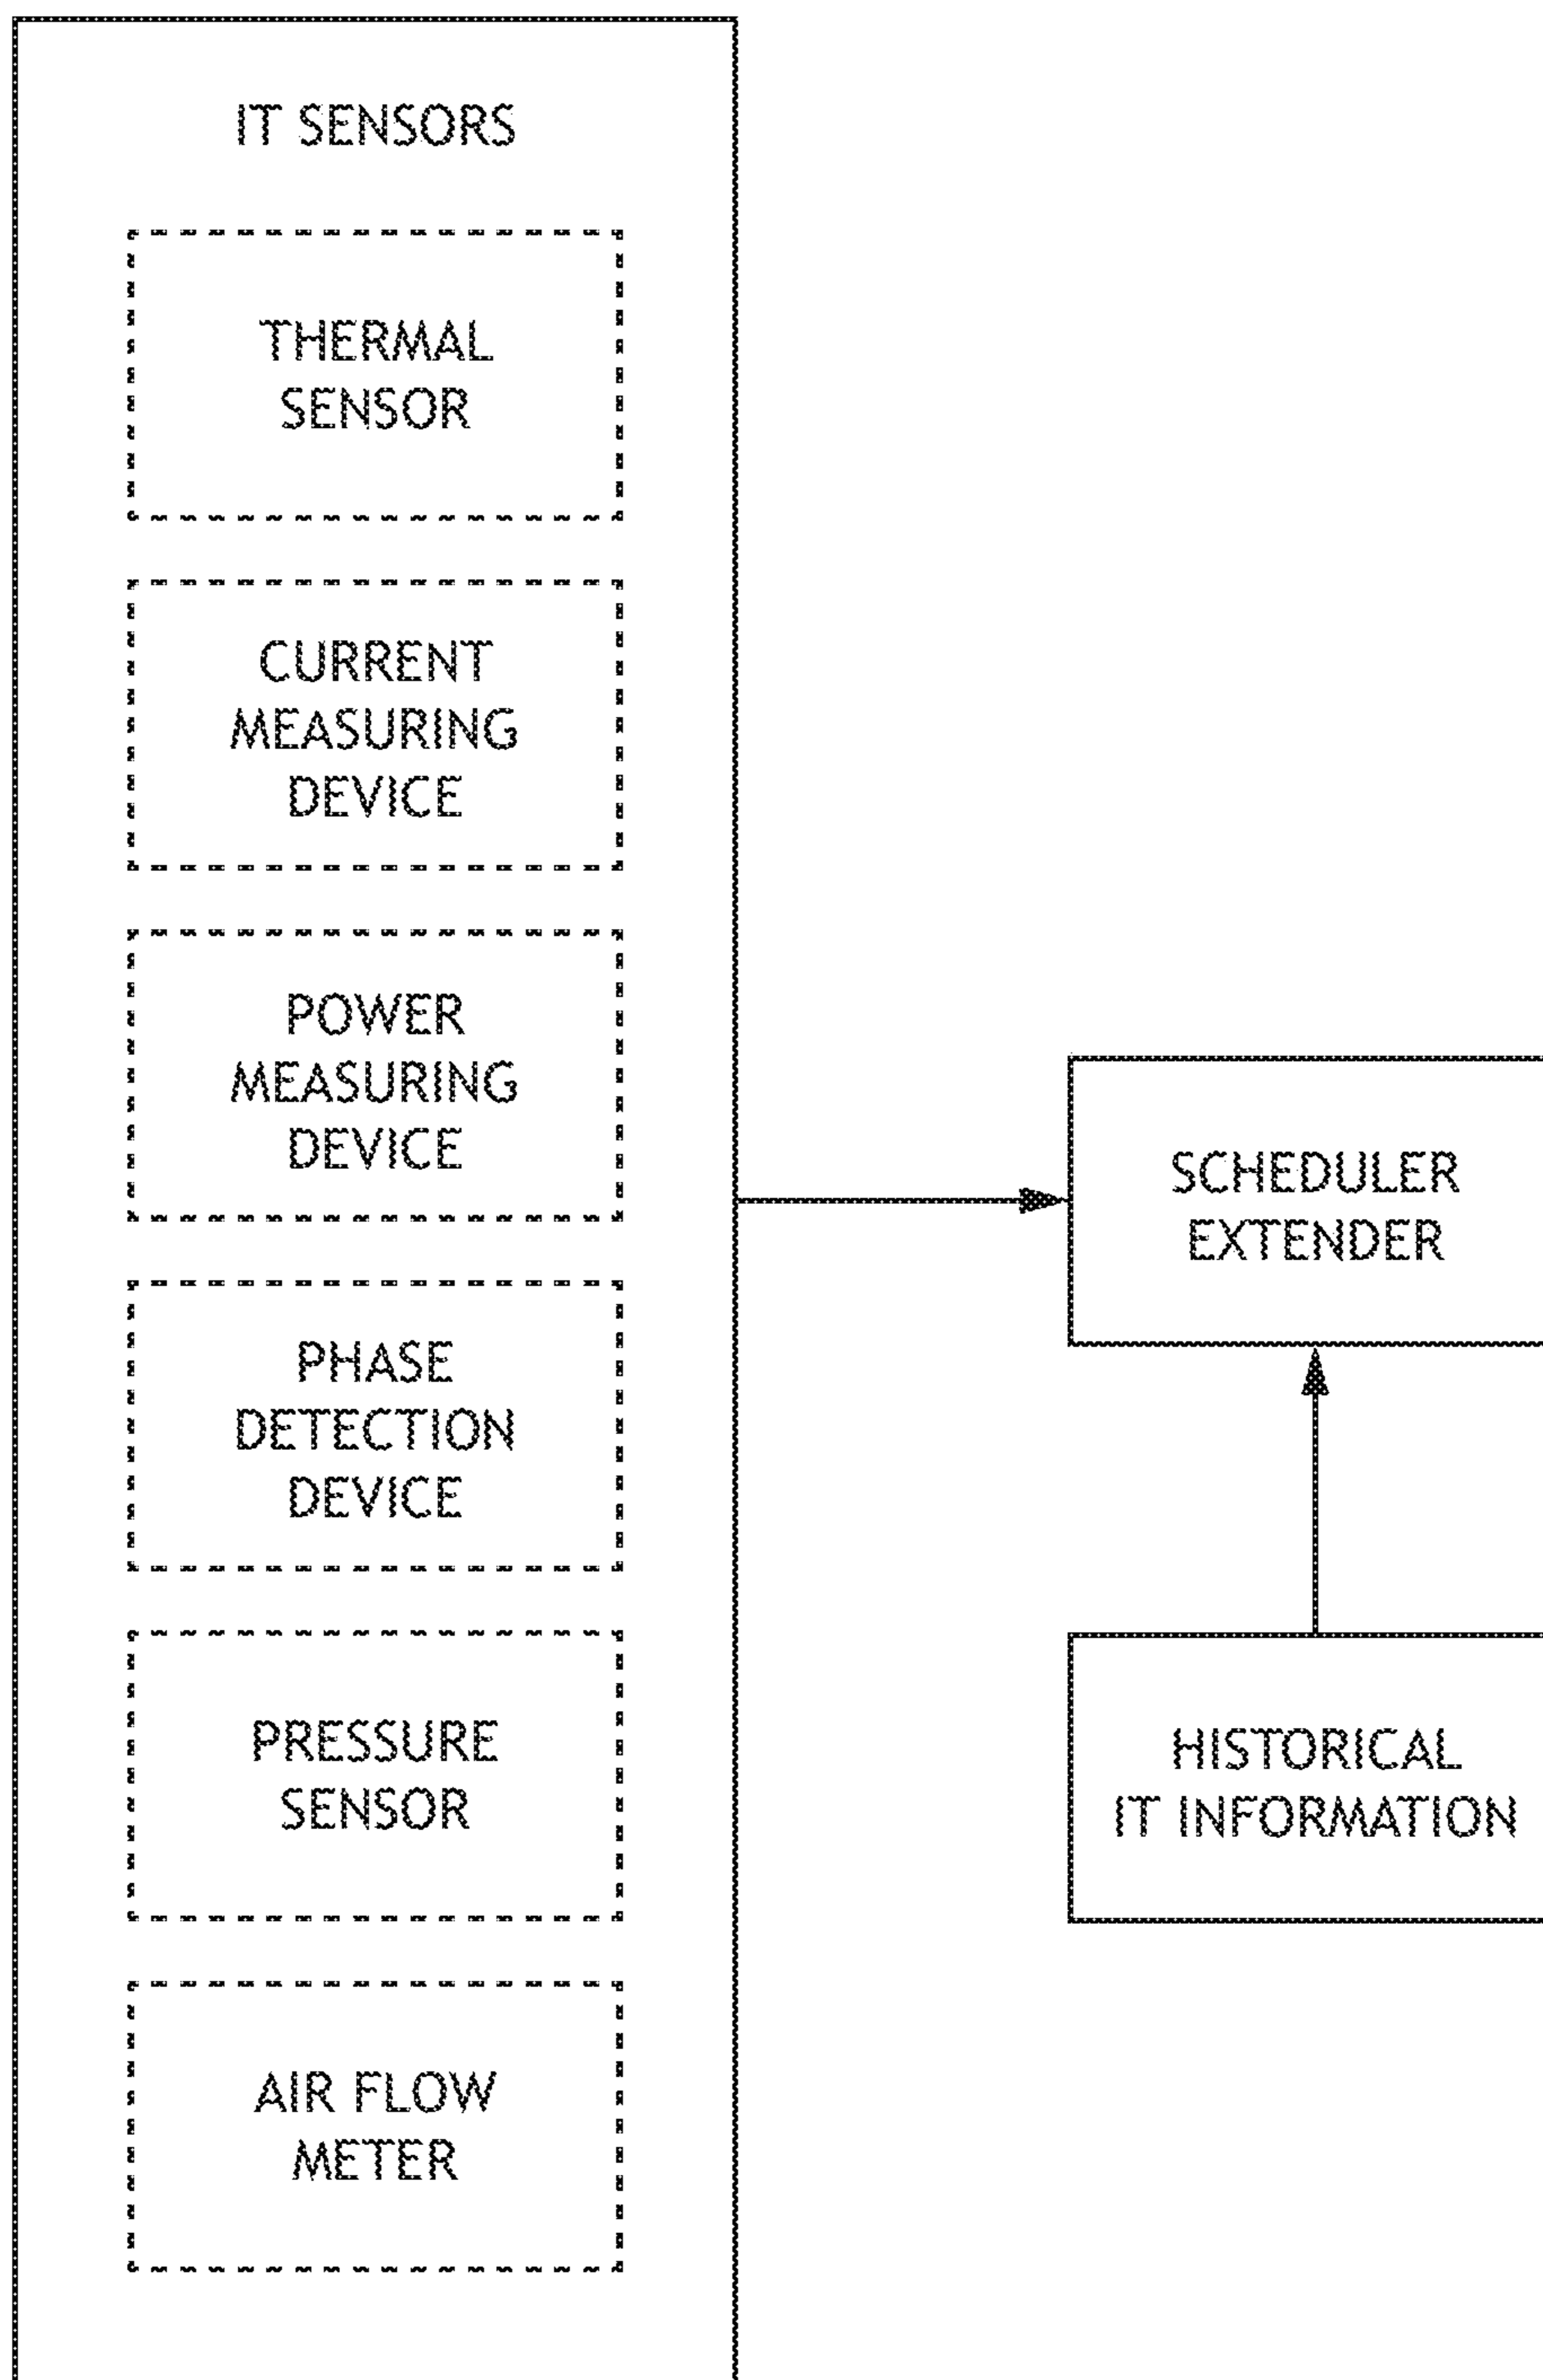 IT SENSORS
THERMAL
SENSOR
CURRENT
MEASURING
DEVICE
POWER
MEASURING
DEVICE
PHASE
DETECTION
DEVICE
PRESSURE
SENSOR
AIR FLOW
METER
SCHEDULER
EXTENDER
HISTORICAL
IT INFORMATION